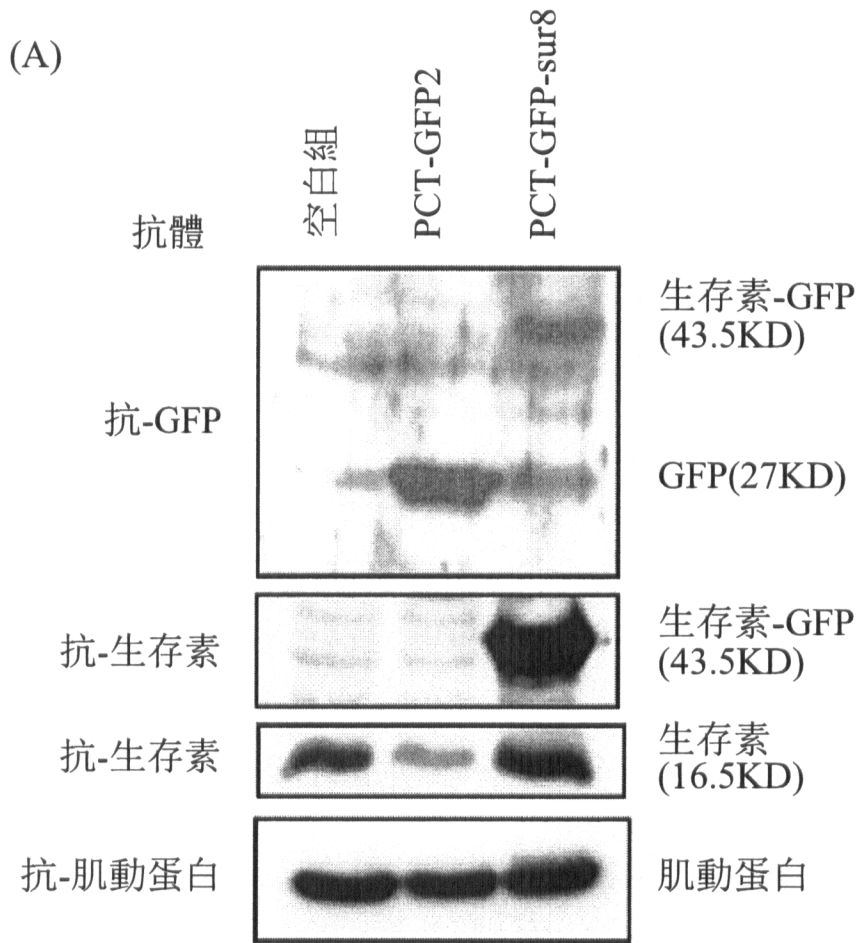 (A)
抗體
空白組
PCT-GFP2
PCT-GFP-sur8
抗-GFP
生存素-GFP
(43.5KD)
GFP(27KD)
抗-生存素
生存素-GFP
(43.5KD)
抗-生存素
生存素
(16.5KD)
抗-肌動蛋白
肌動蛋白